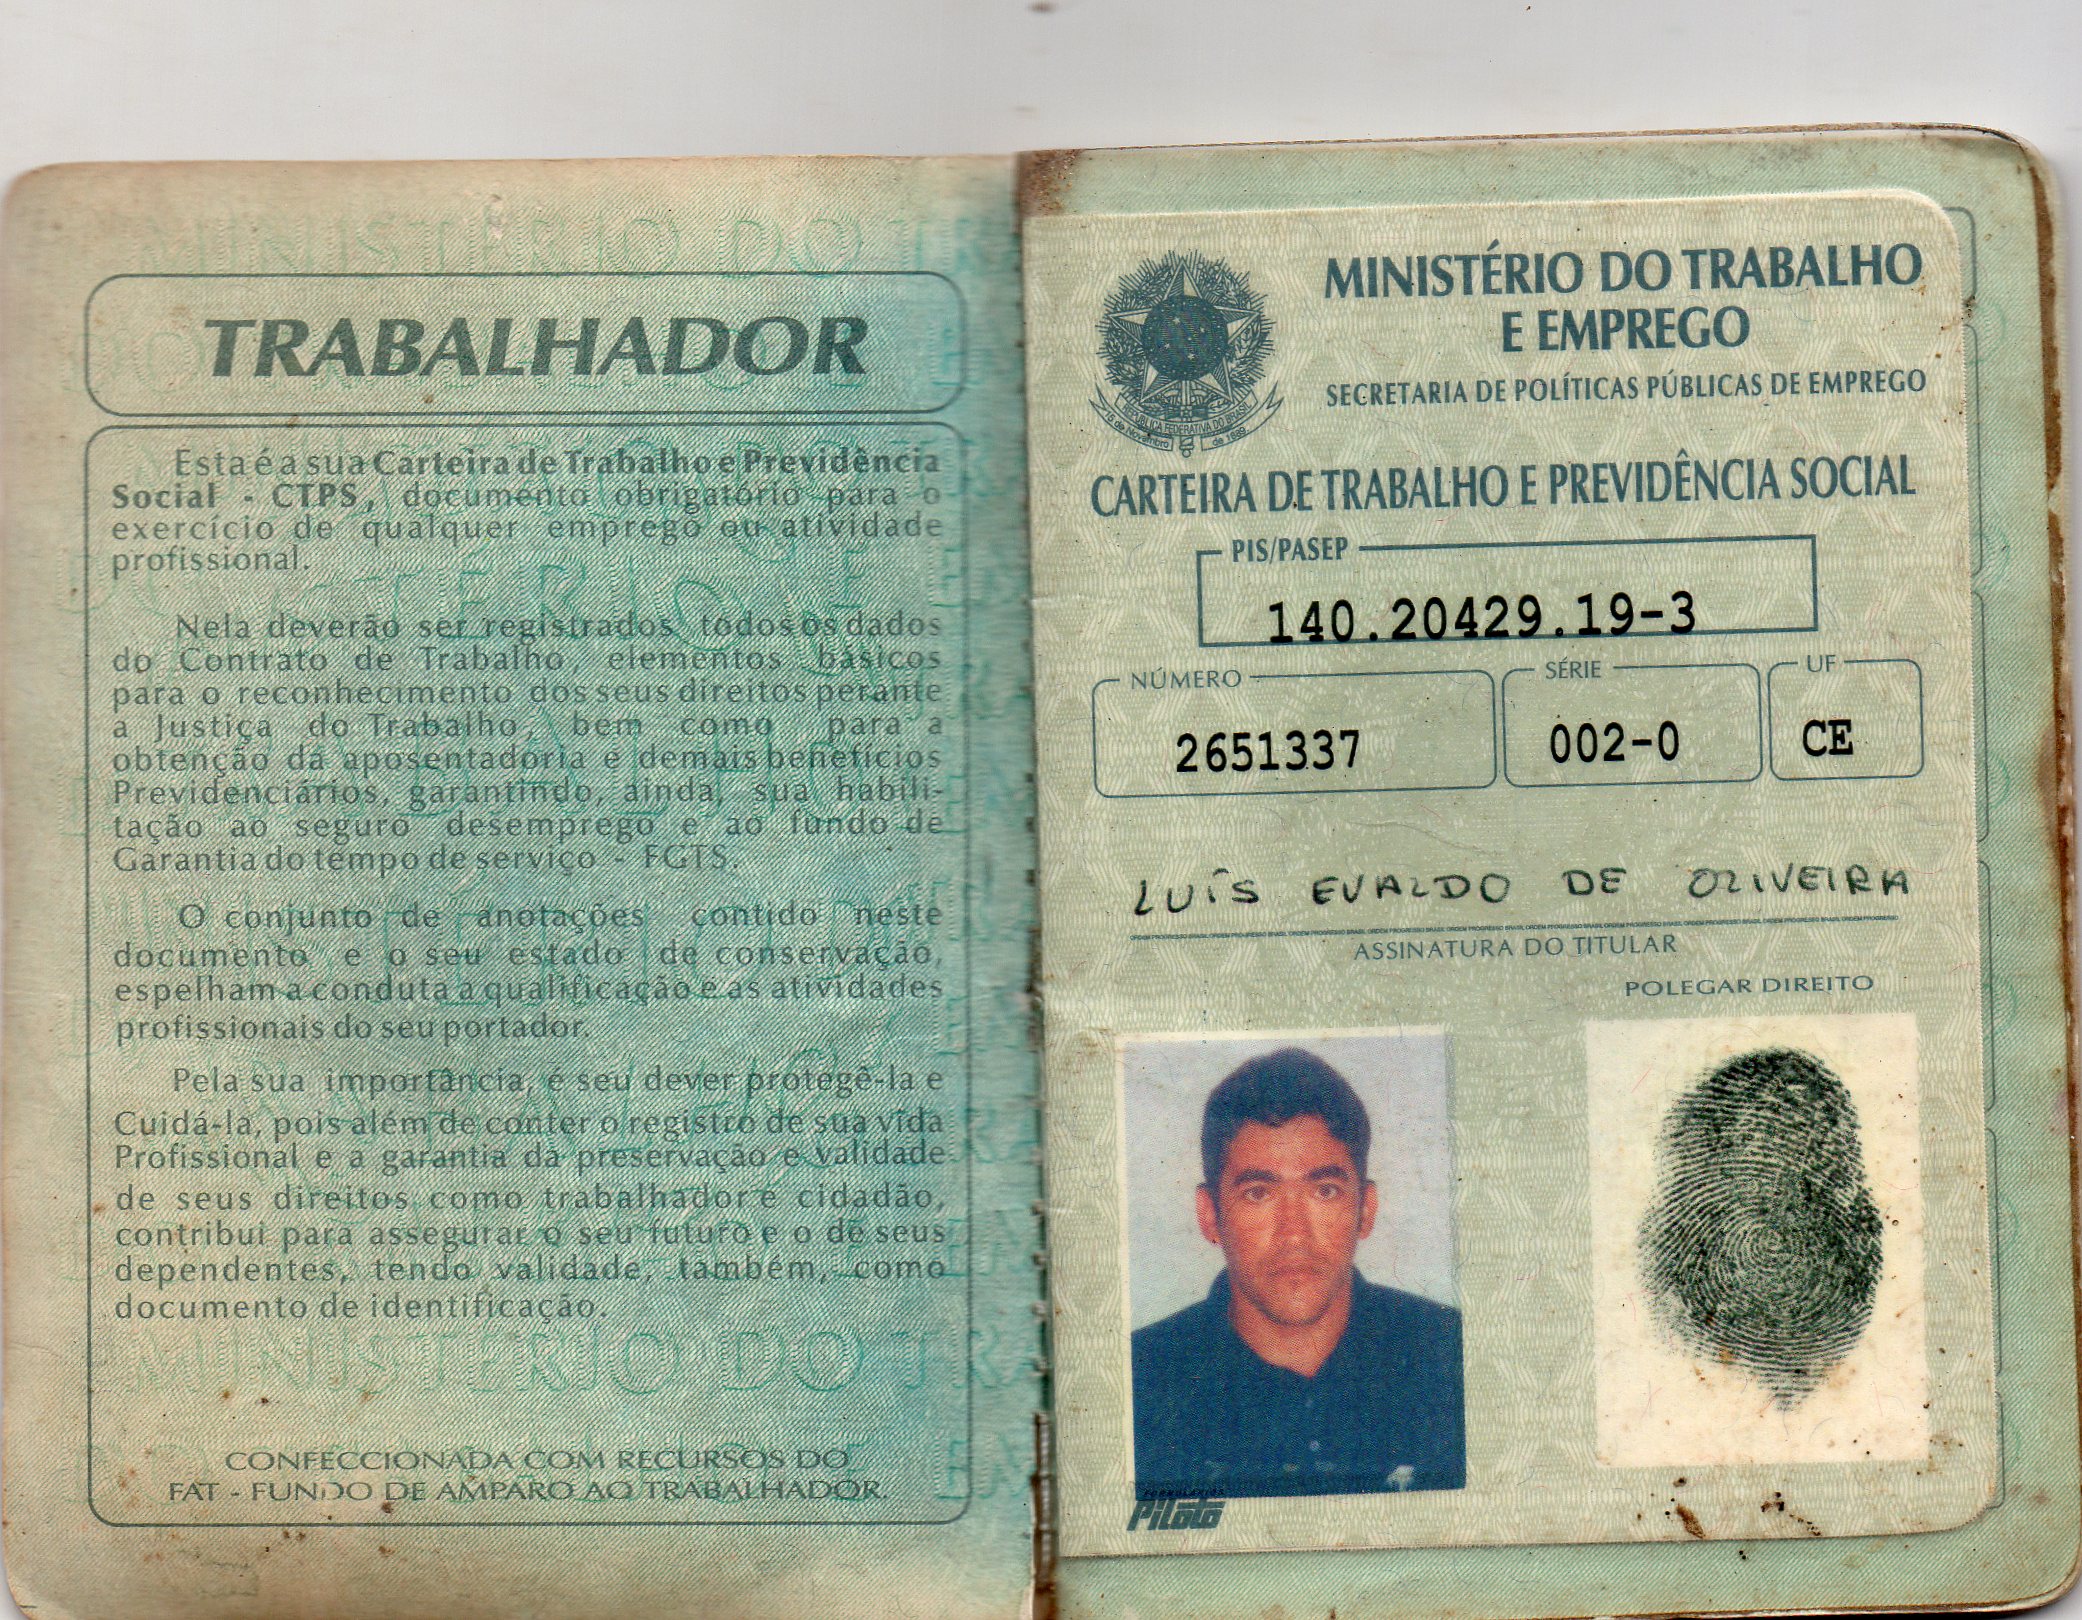 TRABALHADOR
Esta é a sua Carteira de Trabalho e Previdência
Social - CTPS, documento obrigatório para o
exercício de qualquer emprego ou atividade
profissional.
Nela deverão ser registrados todos os dados
do Contrato de Trabalho, elementos básicos
para o reconhecimento dos seus direitos perante
a Justiça do Trabalho, bem como para a
obtenção da aposentadoria e demais benefícios
Previdenciários, garantindo, ainda, sua habili-
tação ao seguro desemprego e ao fundo de
Garantia do tempo de serviço - FGTS.
O conjunto de anotações contido neste
documento e o seu estado de conservação,
espelham a conduta a qualificação e as atividades
profissionais do seu portador.
Pela sua importância, é seu dever protegê-la e
Cuidá-la, pois além de conter o registro de sua vida
Profissional e a garantia da preservação e validade
de seus direitos como trabalhador e cidadão,
contribui para assegurar o seu futuro e o de seus
dependentes, tendo validade, também, como
documento de identificação.
CONFECCIONADA COM RECURSOS DO
FAT - FUNDO DE AMPARO AO TRABALHADOR.
MINISTÉRIO DO TRABALHO
E EMPREGO
SECRETARIA DE POLÍTICAS PÚBLICAS DE EMPREGO
REPÚBLICA FEDERATIVA DO BRASIL
15 de Novembro de 1889
CARTEIRA DE TRABALHO E PREVIDÊNCIA SOCIAL
PIS/PASEP
140.20429.19-3
NÚMERO SÉRIE UF
2651337 002-0 CE
LUÍS EVALDO DE OLIVEIRA
ASSINATURA DO TITULAR
POLEGAR DIREITO
FORMULÁRIOS
Piloto